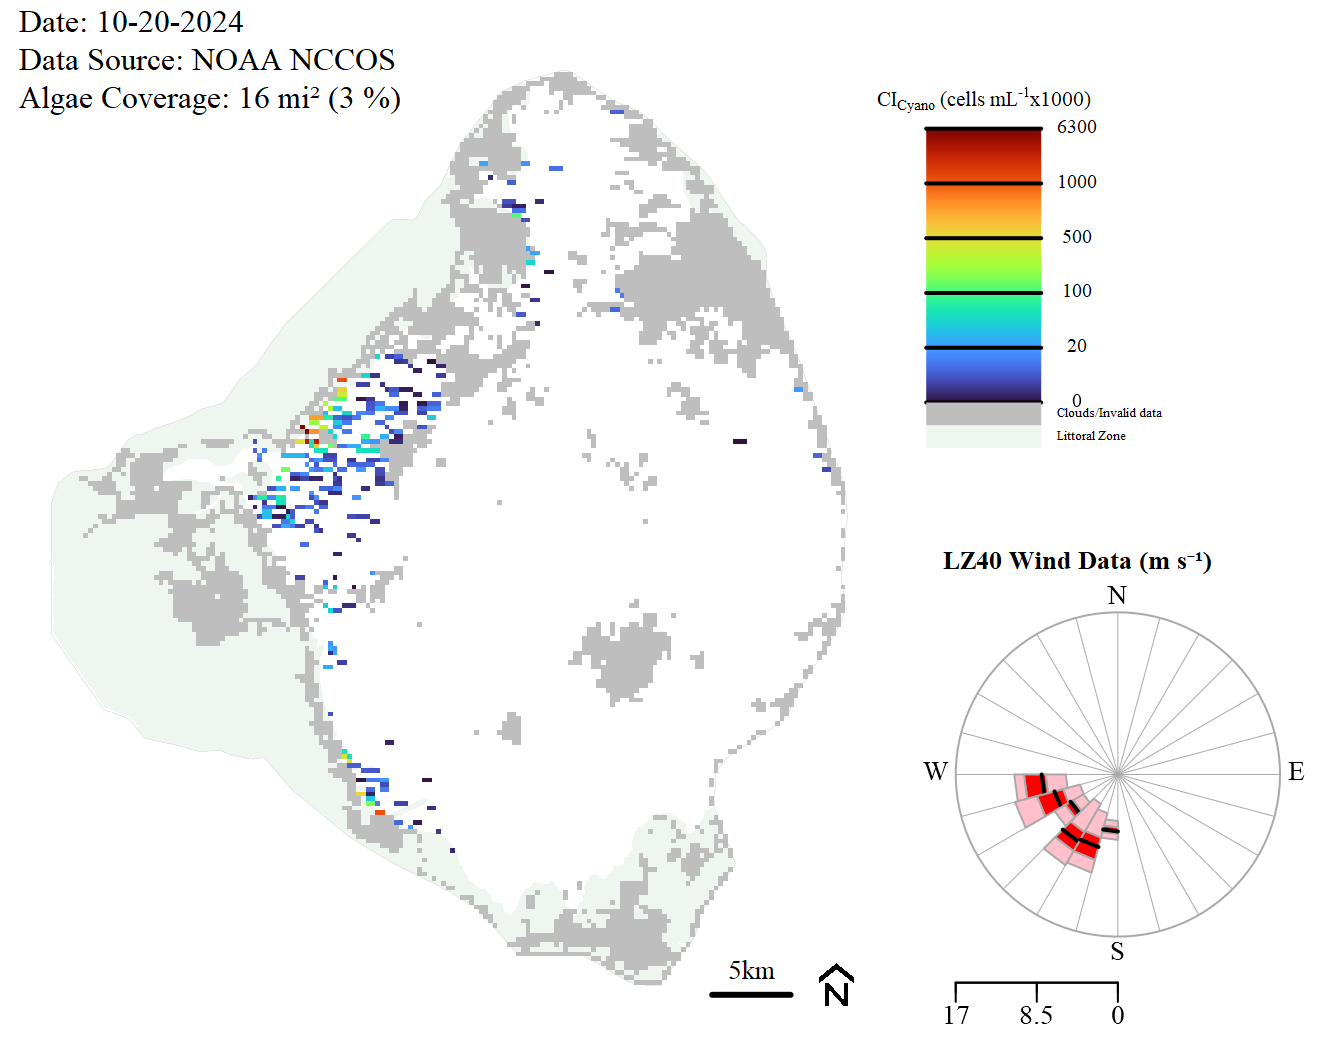 Date: 10-20-2024
Data Source: NOAA NCCOS
Algae Coverage: 16 mi² (3 %)
CICyano (cells mL⁻¹x1000)
6300
1000
500
100
20
0
Clouds/Invalid data
Littoral Zone
LZ40 Wind Data (m s⁻¹)
N
W
E
S
5km
N
17
8.5
0